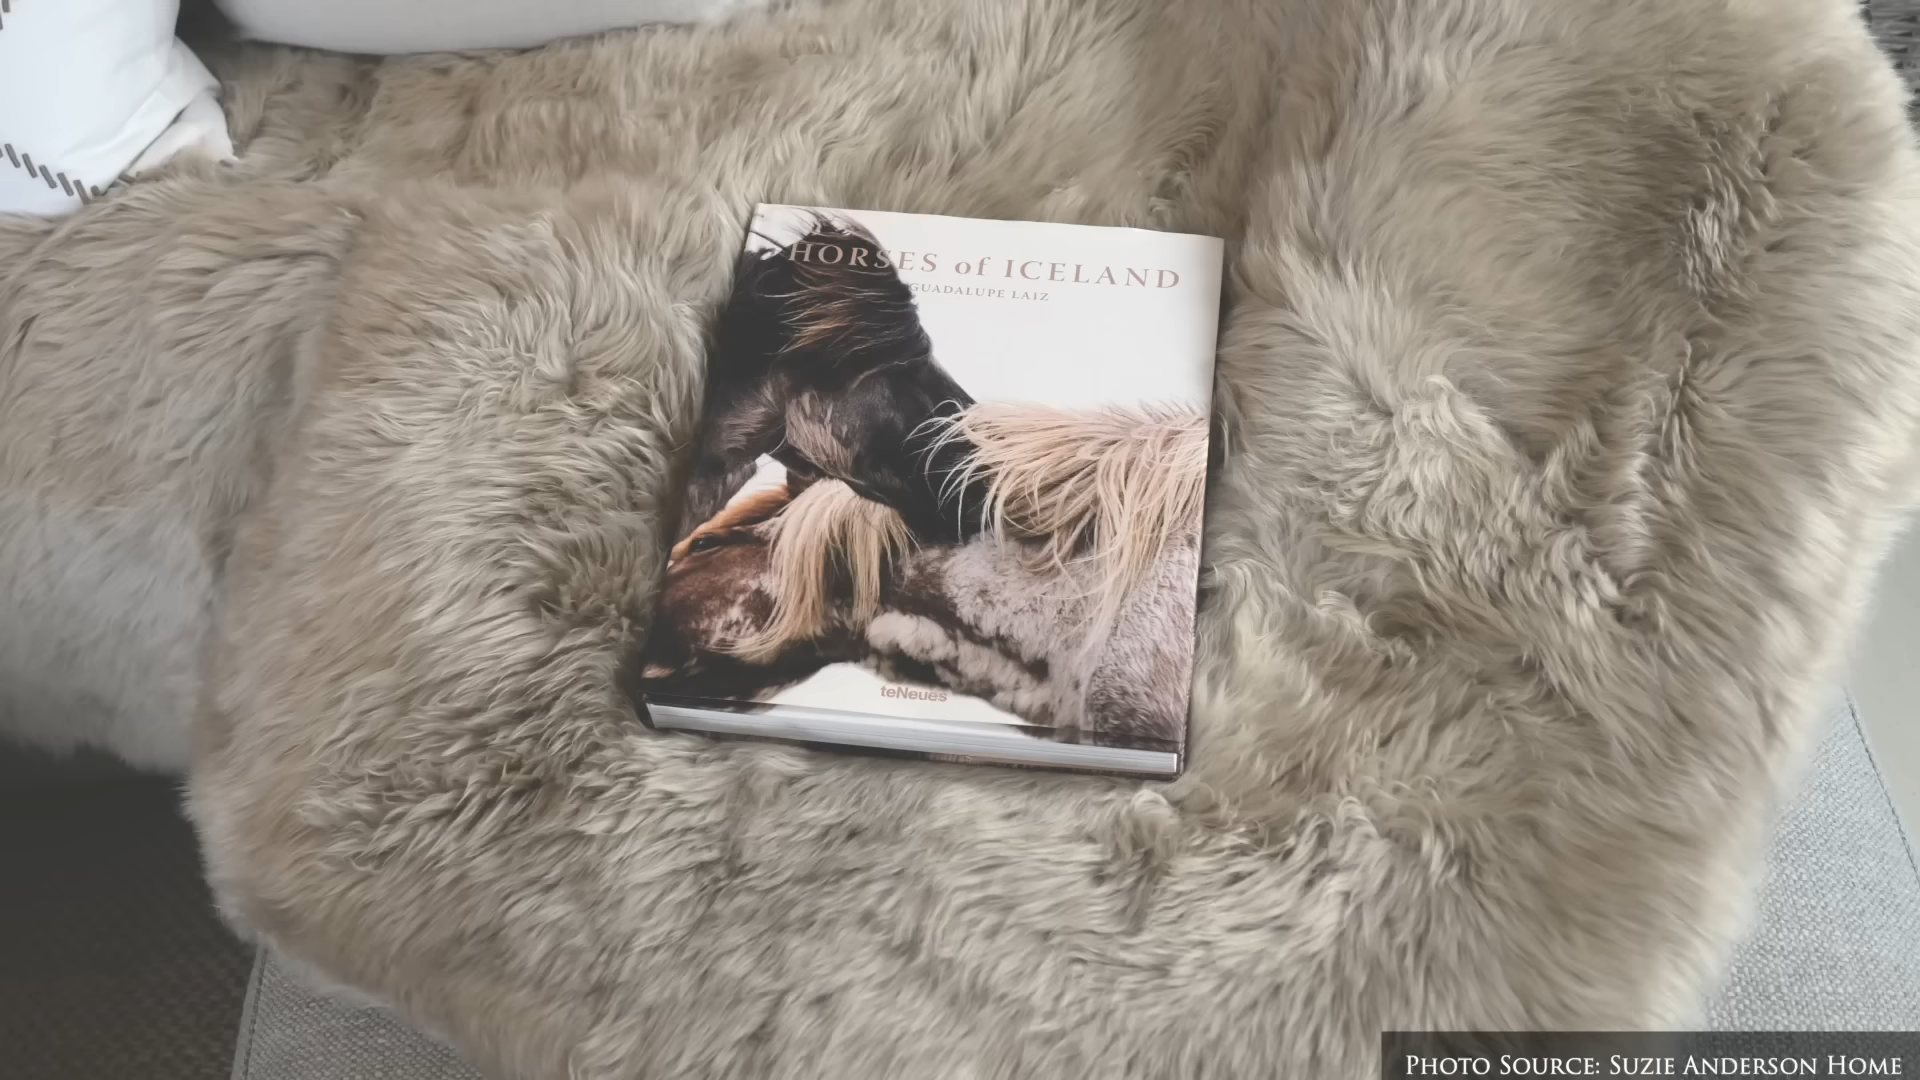 HORSES of ICELAND
GUADALUPE LAIZ
teNeues
PHOTO SOURCE: SUZIE ANDERSON HOME